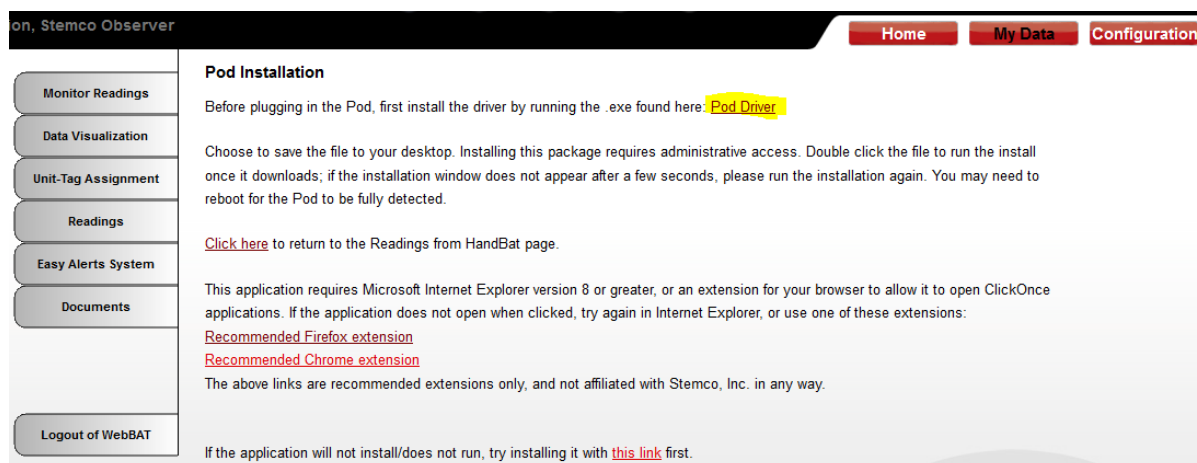 on, Stemco Observer
Home
My Data
Configuration
Monitor Readings
Data Visualization
Unit-Tag Assignment
Readings
Easy Alerts System
Documents
Logout of WebBAT
Pod Installation
Before plugging in the Pod, first install the driver by running the .exe found here: Pod Driver
Choose to save the file to your desktop. Installing this package requires administrative access. Double click the file to run the install
once it downloads; if the installation window does not appear after a few seconds, please run the installation again. You may need to
reboot for the Pod to be fully detected.
Click here to return to the Readings from HandBat page.
This application requires Microsoft Internet Explorer version 8 or greater, or an extension for your browser to allow it to open ClickOnce
applications. If the application does not open when clicked, try again in Internet Explorer, or use one of these extensions:
Recommended Firefox extension
Recommended Chrome extension
The above links are recommended extensions only, and not affiliated with Stemco, Inc. in any way.
If the application will not install/does not run, try installing it with this link first.